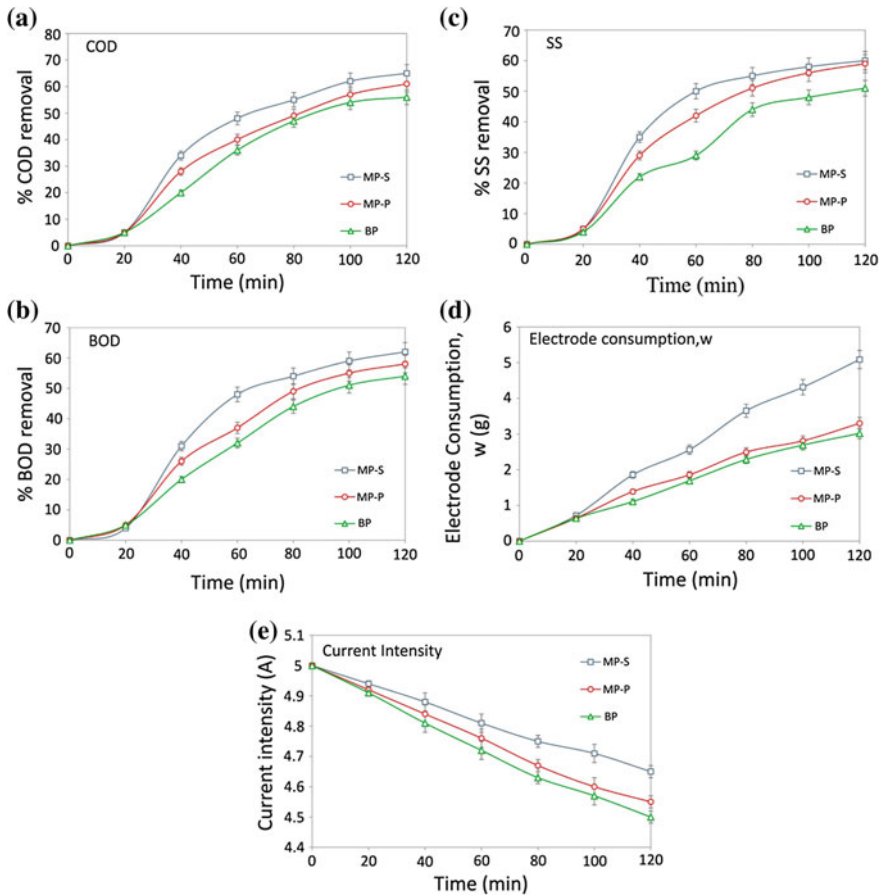 (a)
COD
% COD removal
80
70
60
50
40
30
20
10
0
0 20 40 60 80 100 120
Time (min)
MP-S
MP-P
BP
(c)
SS
% SS removal
70
60
50
40
30
20
10
0
0 20 40 60 80 100 120
Time (min)
MP-S
MP-P
BP
(b)
BOD
% BOD removal
70
60
50
40
30
20
10
0
0 20 40 60 80 100 120
Time (min)
MP-S
MP-P
BP
(d)
Electrode consumption,w
Electrode Consumption,
w (g)
6
5
4
3
2
1
0
0 20 40 60 80 100 120
Time (min)
MP-S
MP-P
BP
(e)
Current Intensity
Current intensity (A)
5.1
5
4.9
4.8
4.7
4.6
4.5
4.4
0 20 40 60 80 100 120
Time (min)
MP-S
MP-P
BP